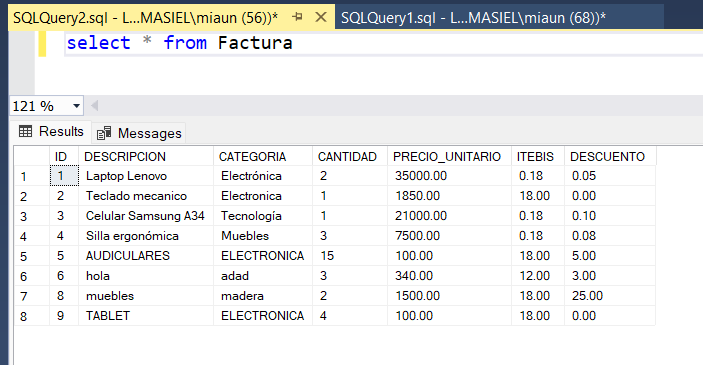 SQLQuery2.sql - L...MASIEL\miaun (56))* SQLQuery1.sql - L...MASIEL\miaun (68))*
select * from Factura
121 %
Results Messages
ID DESCRIPCION CATEGORIA CANTIDAD PRECIO_UNITARIO ITEBIS DESCUENTO
1 1 Laptop Lenovo Electrónica 2 35000.00 0.18 0.05
2 2 Teclado mecanico Electronica 1 1850.00 18.00 0.00
3 3 Celular Samsung A34 Tecnología 1 21000.00 0.18 0.10
4 4 Silla ergonómica Muebles 3 7500.00 0.18 0.08
5 5 AUDICULARES ELECTRONICA 15 100.00 18.00 5.00
6 6 hola adad 3 340.00 12.00 3.00
7 8 muebles madera 2 1500.00 18.00 25.00
8 9 TABLET ELECTRONICA 4 100.00 18.00 0.00